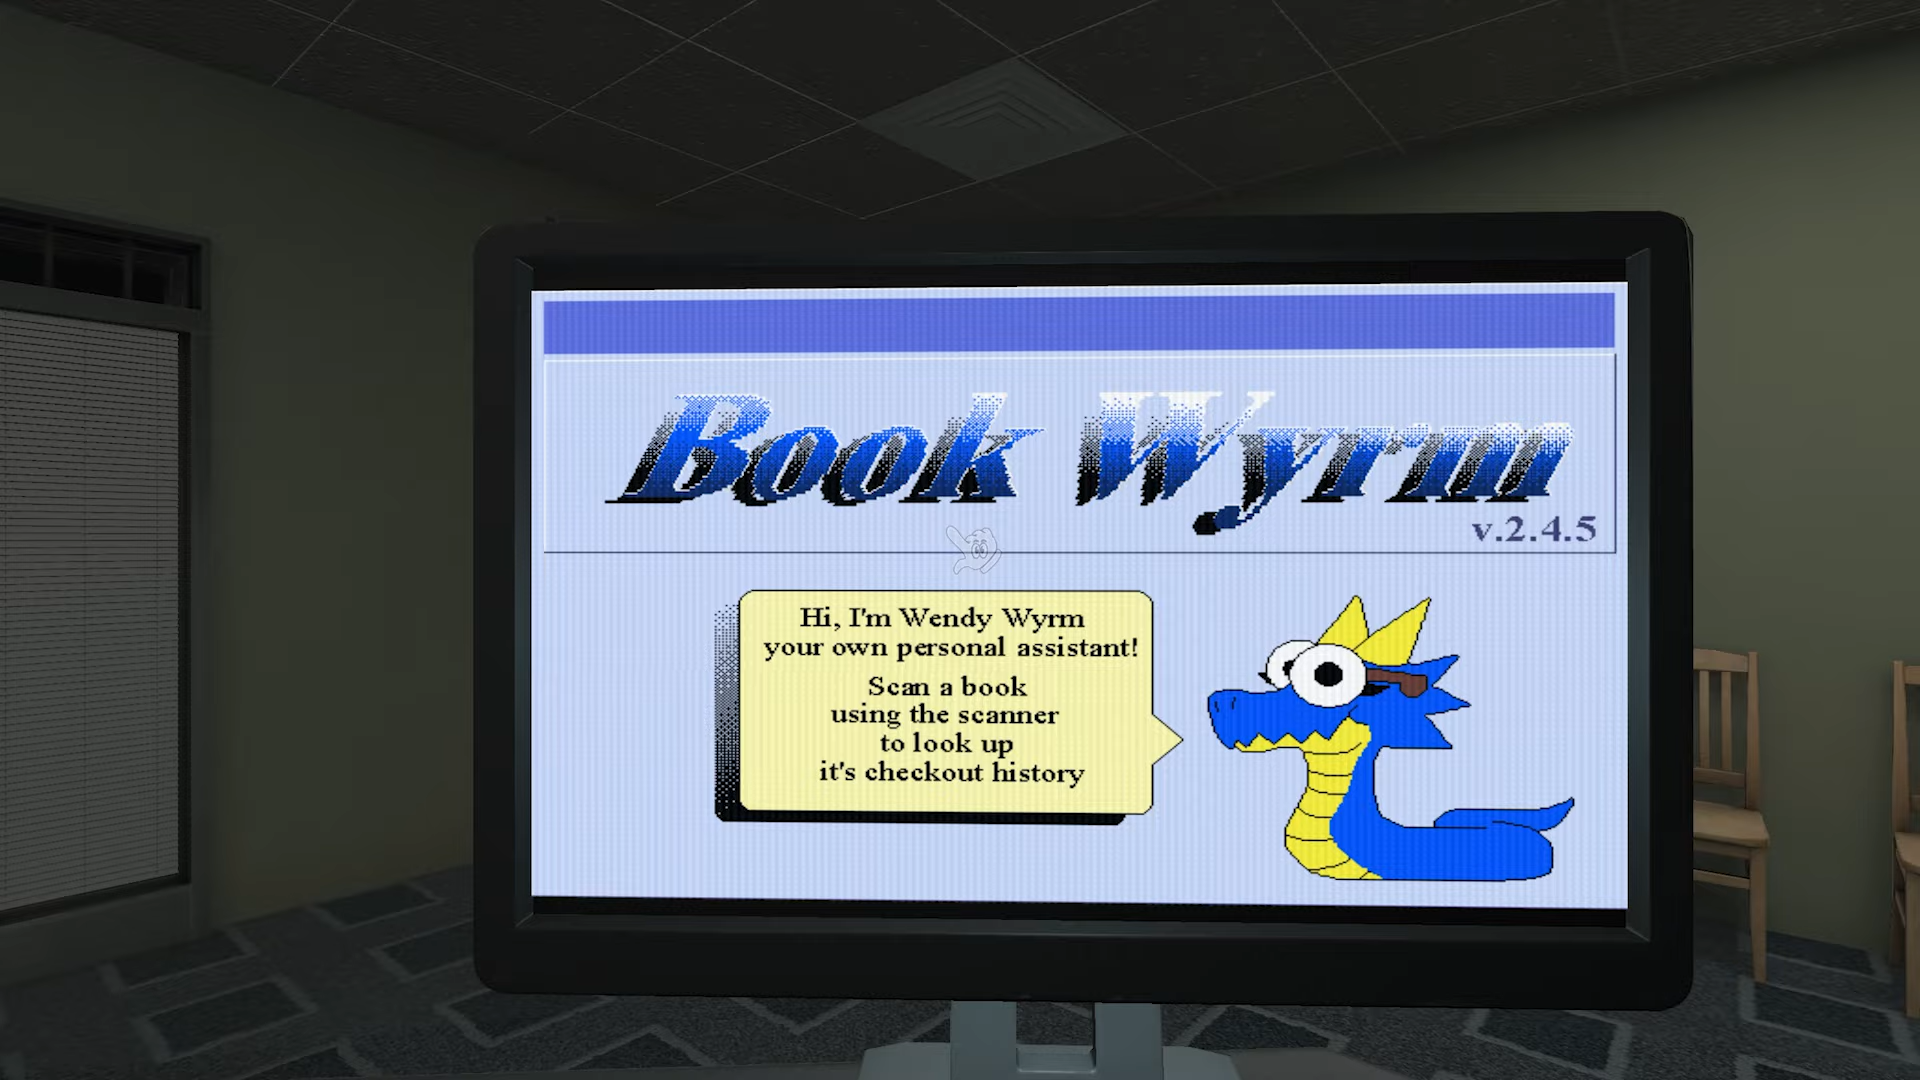 Book Wyrm
v.2.4.5
Hi, I'm Wendy Wyrm
your own personal assistant!
Scan a book
using the scanner
to look up
it's checkout history